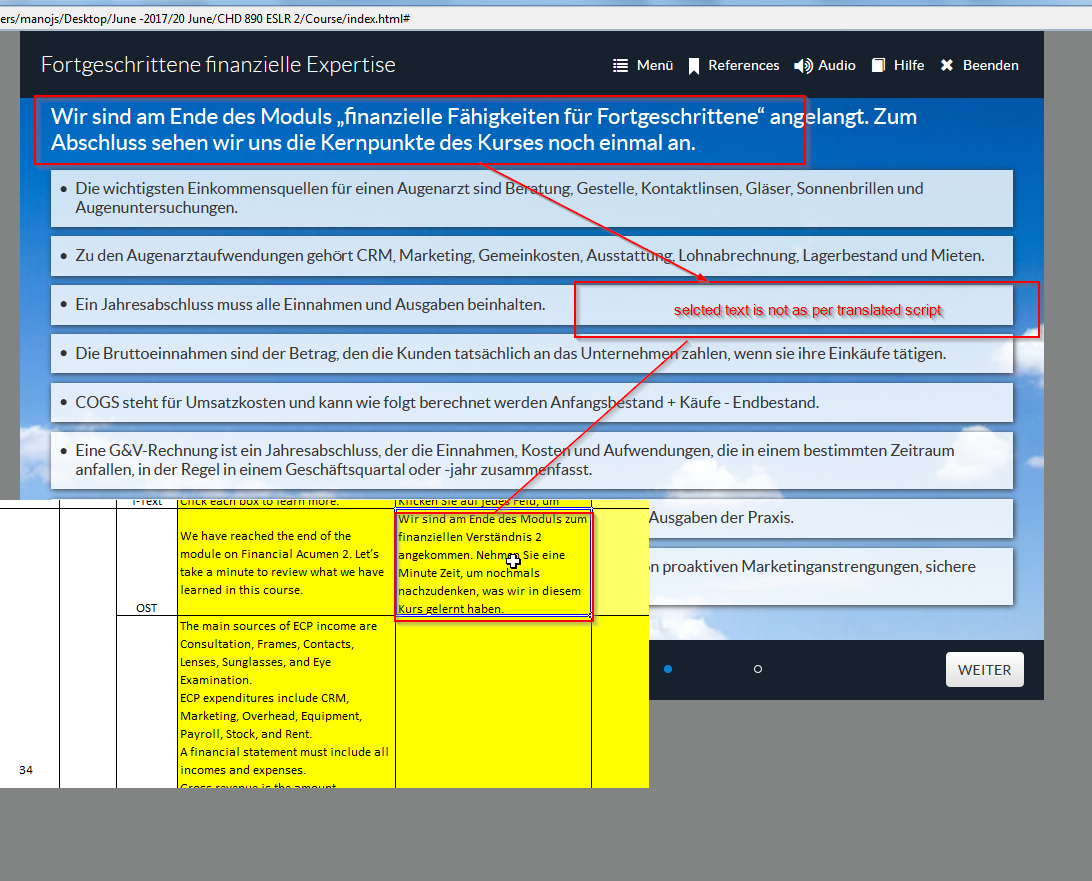 ers/manojs/Desktop/June -2017/20 June/CHD 890 ESLR 2/Course/index.html#
Fortgeschrittene finanzielle Expertise
Menü
References
Audio
Hilfe
Beenden
Wir sind am Ende des Moduls „finanzielle Fähigkeiten für Fortgeschrittene“ angelangt. Zum
Abschluss sehen wir uns die Kernpunkte des Kurses noch einmal an.
• Die wichtigsten Einkommensquellen für einen Augenarzt sind Beratung, Gestelle, Kontaktlinsen, Gläser, Sonnenbrillen und
Augenuntersuchungen.
• Zu den Augenarztaufwendungen gehört CRM, Marketing, Gemeinkosten, Ausstattung, Lohnabrechnung, Lagerbestand und Mieten.
• Ein Jahresabschluss muss alle Einnahmen und Ausgaben beinhalten.
selcted text is not as per translated script
• Die Bruttoeinnahmen sind der Betrag, den die Kunden tatsächlich an das Unternehmen zahlen, wenn sie ihre Einkäufe tätigen.
• COGS steht für Umsatzkosten und kann wie folgt berechnet werden Anfangsbestand + Käufe - Endbestand.
• Eine G&V-Rechnung ist ein Jahresabschluss, der die Einnahmen, Kosten und Aufwendungen, die in einem bestimmten Zeitraum
anfallen, in der Regel in einem Geschäftsquartal oder -jahr zusammenfasst.
Ausgaben der Praxis.
n proaktiven Marketinganstrengungen, sichere
WEITER
I-Text
Click each box to learn more.
Klicken Sie auf jedes Feld, um
OST
We have reached the end of the
module on Financial Acumen 2. Let’s
take a minute to review what we have
learned in this course.
Wir sind am Ende des Moduls zum
finanziellen Verständnis 2
angekommen. Nehmen Sie eine
Minute Zeit, um nochmals
nachzudenken, was wir in diesem
Kurs gelernt haben.
34
The main sources of ECP income are
Consultation, Frames, Contacts,
Lenses, Sunglasses, and Eye
Examination.
ECP expenditures include CRM,
Marketing, Overhead, Equipment,
Payroll, Stock, and Rent.
A financial statement must include all
incomes and expenses.
Gross revenue is the amount